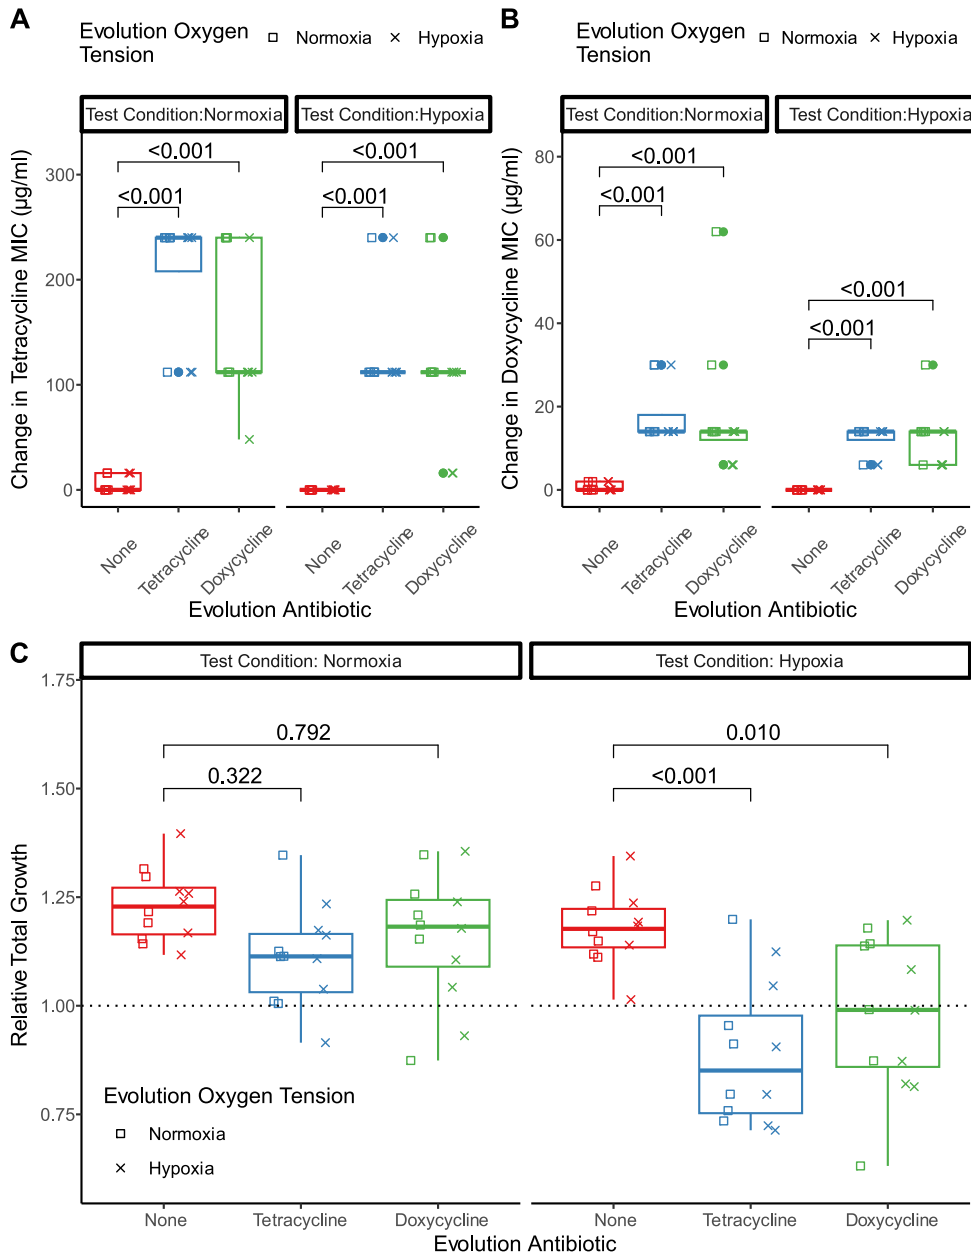 A
Evolution Oxygen Tension
Normoxia
Hypoxia
Test Condition:Normoxia
Test Condition:Hypoxia
Change in Tetracycline MIC (µg/ml)
300
200
100
0
<0.001
<0.001
<0.001
<0.001
None
Tetracycline
Doxycycline
None
Tetracycline
Doxycycline
Evolution Antibiotic
B
Evolution Oxygen Tension
Normoxia
Hypoxia
Test Condition:Normoxia
Test Condition:Hypoxia
Change in Doxycycline MIC (µg/ml)
80
60
40
20
0
<0.001
<0.001
<0.001
<0.001
None
Tetracycline
Doxycycline
None
Tetracycline
Doxycycline
Evolution Antibiotic
C
Test Condition: Normoxia
Test Condition: Hypoxia
Relative Total Growth
1.75
1.50
1.25
1.00
0.75
0.792
0.322
0.010
<0.001
Evolution Oxygen Tension
Normoxia
Hypoxia
None
Tetracycline
Doxycycline
None
Tetracycline
Doxycycline
Evolution Antibiotic